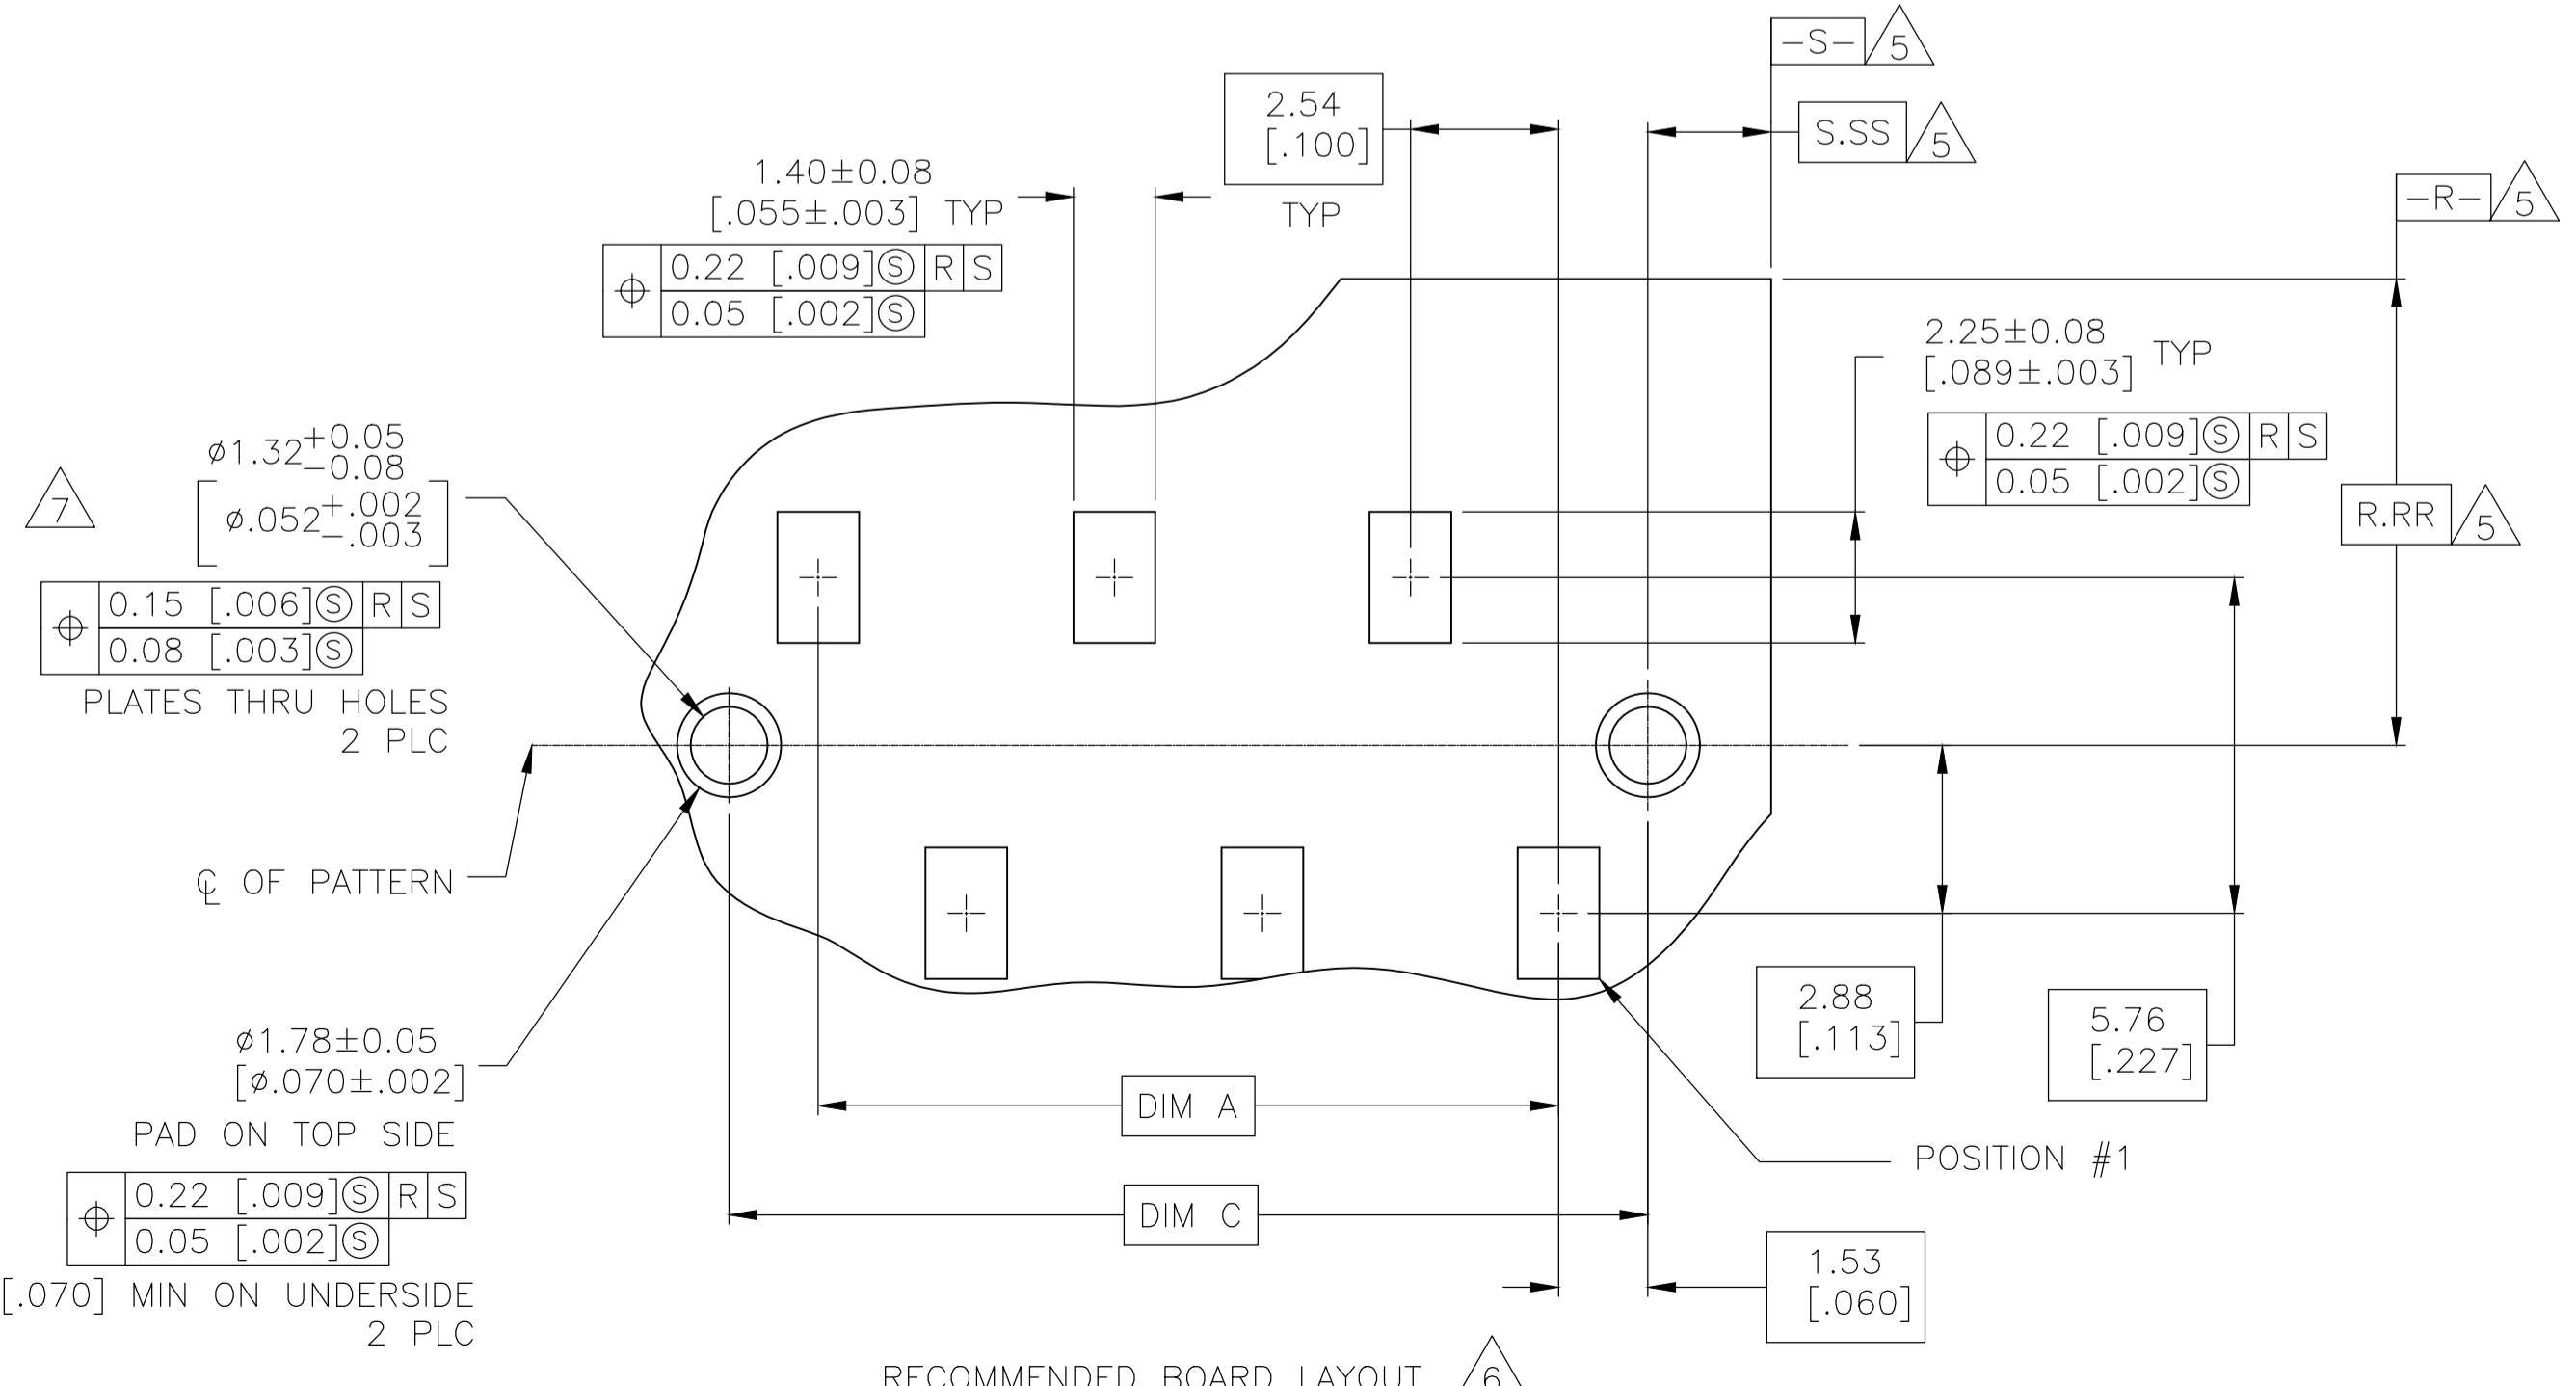 -S- 5
2.54
[.100]
TYP
S.SS 5
1.40±0.08
[.055±.003] TYP
⌖ 0.22 [.009]Ⓢ R S
0.05 [.002]Ⓢ
-R- 5
2.25±0.08
[.089±.003] TYP
⌖ 0.22 [.009]Ⓢ R S
0.05 [.002]Ⓢ
R.RR 5
7
ø1.32+0.05
-0.08
[ø.052+.002
-.003]
⌖ 0.15 [.006]Ⓢ R S
0.08 [.003]Ⓢ
PLATES THRU HOLES
2 PLC
℄ OF PATTERN
ø1.78±0.05
[ø.070±.002]
PAD ON TOP SIDE
⌖ 0.22 [.009]Ⓢ R S
0.05 [.002]Ⓢ
[.070] MIN ON UNDERSIDE
2 PLC
2.88
[.113]
5.76
[.227]
DIM A
POSITION #1
DIM C
1.53
[.060]
RECOMMENDED BOARD LAYOUT 6